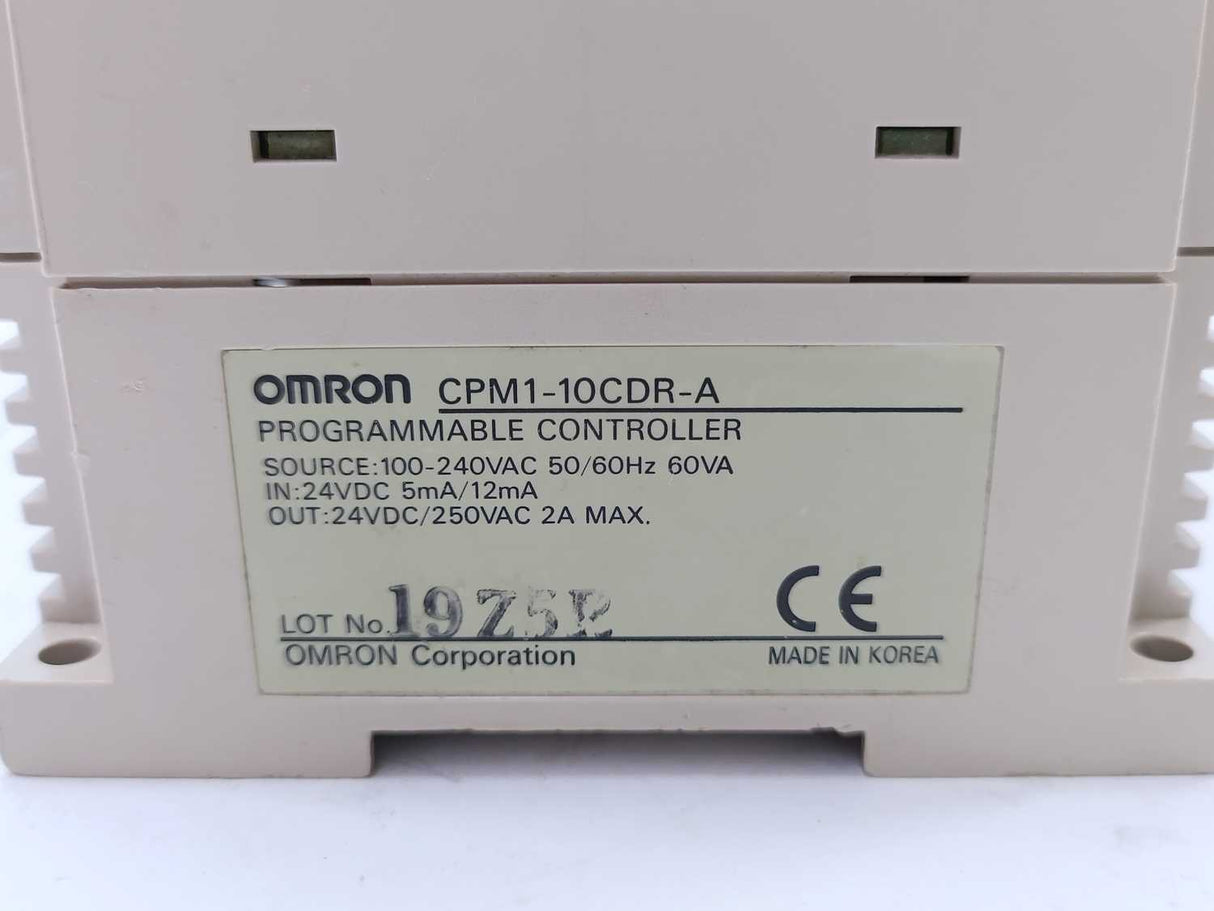 OMRON CPM1-10CDR-A
PROGRAMMABLE CONTROLLER
SOURCE:100-240VAC 50/60Hz 60VA
IN:24VDC 5mA/12mA
OUT:24VDC/250VAC 2A MAX.
LOT No. CE
OMRON Corporation MADE IN KOREA